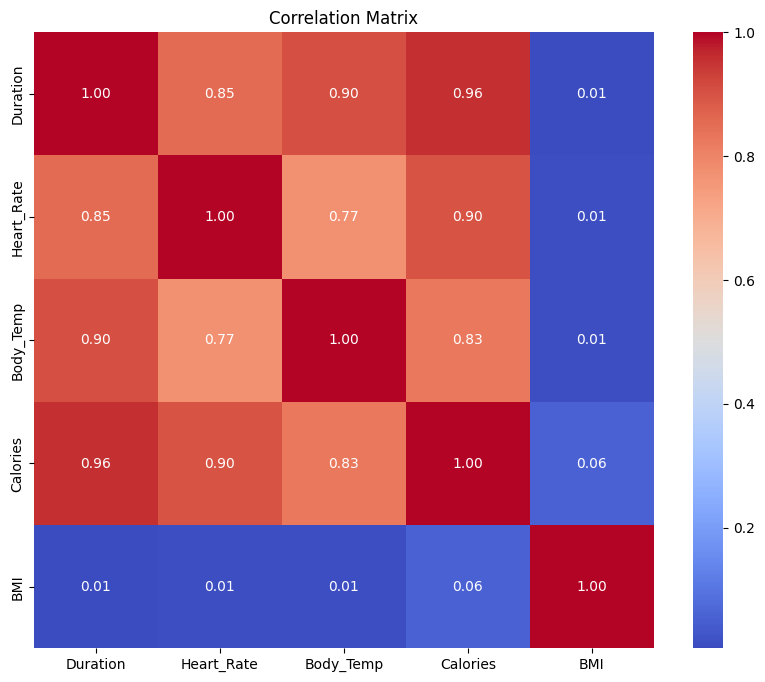 Correlation Matrix
Duration 1.00 0.85 0.90 0.96 0.01
Heart_Rate 0.85 1.00 0.77 0.90 0.01
Body_Temp 0.90 0.77 1.00 0.83 0.01
Calories 0.96 0.90 0.83 1.00 0.06
BMI 0.01 0.01 0.01 0.06 1.00
Duration Heart_Rate Body_Temp Calories BMI
1.0
0.8
0.6
0.4
0.2